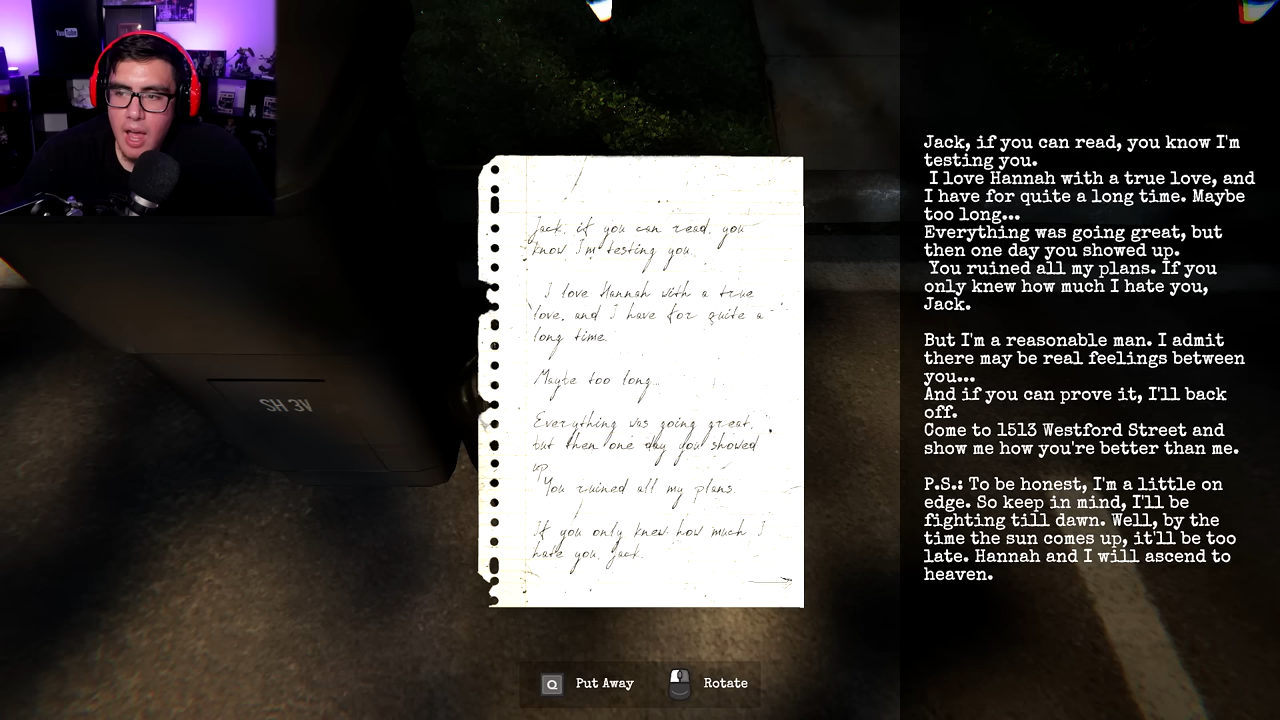 YouTube
Jack, if you can read, you
know I'm testing you.
I love Hannah with a true
love, and I have for quite a
long time.
Maybe too long...
Everything was going great,
but then one day you showed
up.
You ruined all my plans.
If you only knew how much I
hate you, Jack.
SH 3V
Jack, if you can read, you know I'm
testing you.
I love Hannah with a true love, and
I have for quite a long time. Maybe
too long...
Everything was going great, but
then one day you showed up.
You ruined all my plans. If you
only knew how much I hate you,
Jack.
But I'm a reasonable man. I admit
there may be real feelings between
you...
And if you can prove it, I'll back
off.
Come to 1513 Westford Street and
show me how you're better than me.
P.S.: To be honest, I'm a little on
edge. So keep in mind, I'll be
fighting till dawn. Well, by the
time the sun comes up, it'll be too
late. Hannah and I will ascend to
heaven.
Q Put Away
Rotate